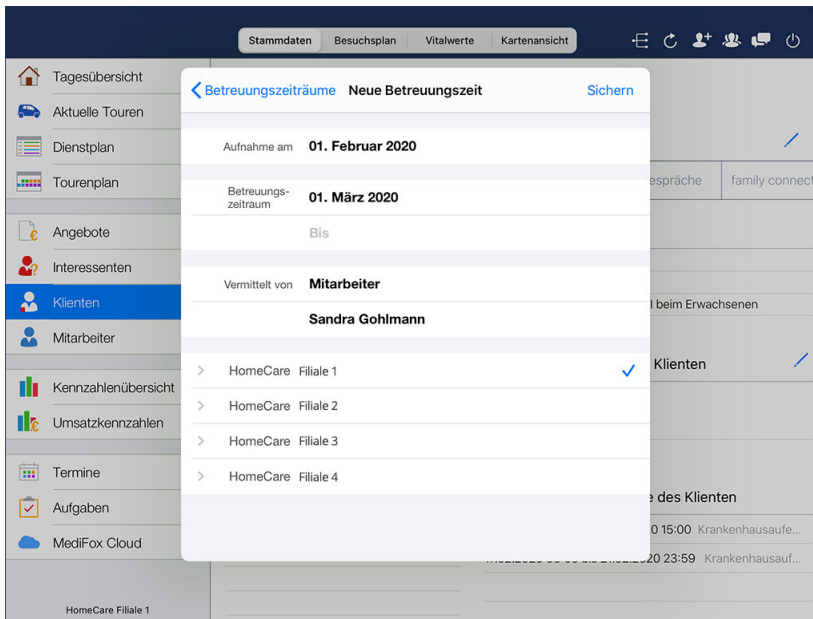 Stammdaten Besuchsplan Vitalwerte Kartenansicht
Tagesübersicht
Aktuelle Touren
Dienstplan
Tourenplan
Angebote
Interessenten
Klienten
Mitarbeiter
Kennzahlenübersicht
Umsatzkennzahlen
Termine
Aufgaben
MediFox Cloud
HomeCare Filiale 1
Betreuungszeiträume Neue Betreuungszeit Sichern
Aufnahme am 01. Februar 2020
Betreuungs-
zeitraum 01. März 2020
Bis
Vermittelt von Mitarbeiter
Sandra Gohlmann
HomeCare Filiale 1
HomeCare Filiale 2
HomeCare Filiale 3
HomeCare Filiale 4
espräche family connect
l beim Erwachsenen
Klienten
e des Klienten
0 15:00 Krankenhausaufe...
20 23:59 Krankenhausauf...